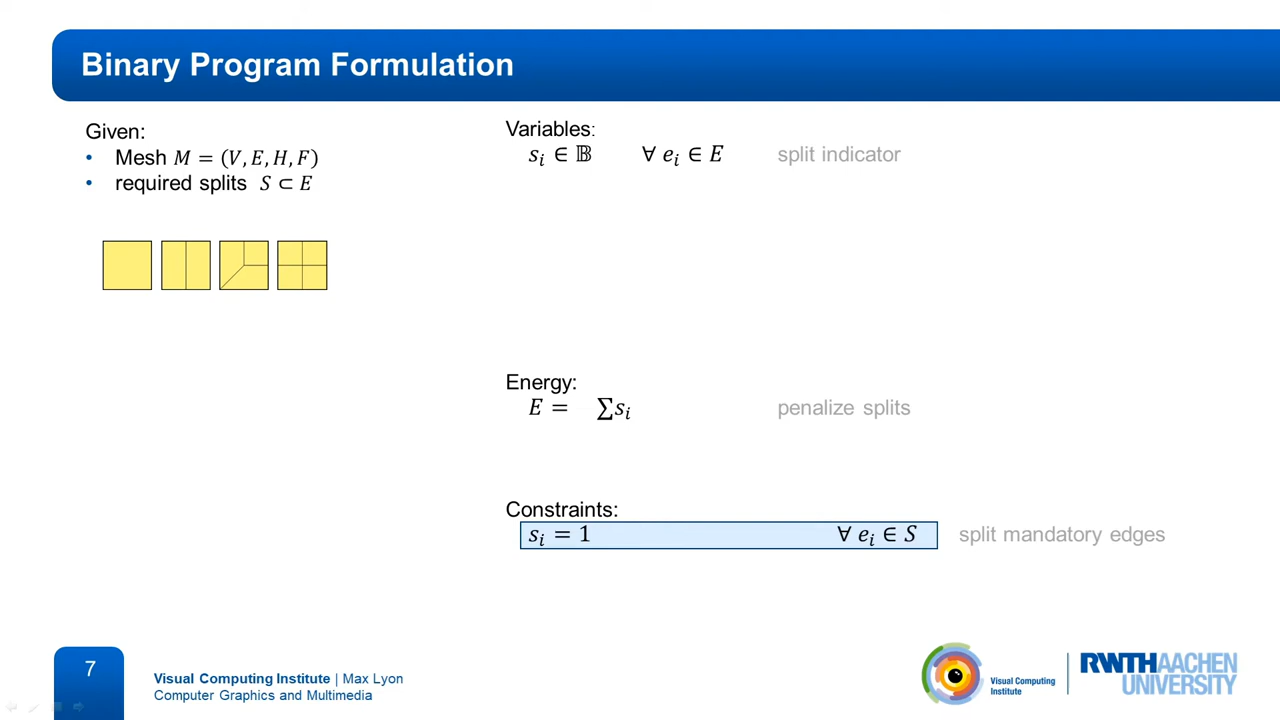 Binary Program Formulation
Given:
• Mesh 𝑀 = (𝑉, 𝐸, 𝐻, 𝐹)
• required splits 𝑆 ⊂ 𝐸
Variables:
𝑠ᵢ ∈ 𝔹 ∀ 𝑒ᵢ ∈ 𝐸 split indicator
Energy:
𝐸 = ∑𝑠ᵢ penalize splits
Constraints:
𝑠ᵢ = 1 ∀ 𝑒ᵢ ∈ 𝑆 split mandatory edges
7
Visual Computing Institute | Max Lyon
Computer Graphics and Multimedia
Visual Computing
Institute
RWTHAACHEN
UNIVERSITY